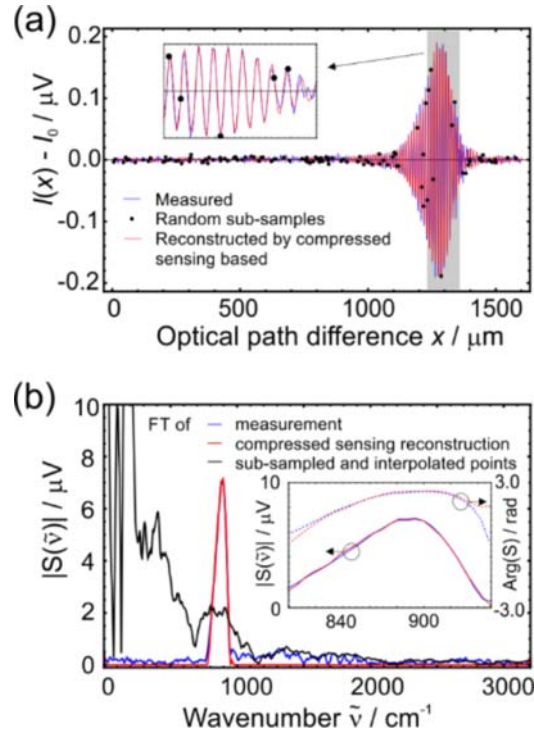 (a)
0.2
0.1
0.0
-0.1
-0.2
I(x) - I₀ / μV
Measured
Random sub-samples
Reconstructed by compressed
sensing based
0 500 1000 1500
Optical path difference x / μm
(b)
10
8
6
4
2
0
|S(ṽ)| / μV
FT of
measurement
compressed sensing reconstruction
sub-sampled and interpolated points
10
0
|S(ṽ)| / μV
3.0
-3.0
Arg(S) / rad
840 900
0 1000 2000 3000
Wavenumber ṽ / cm⁻¹